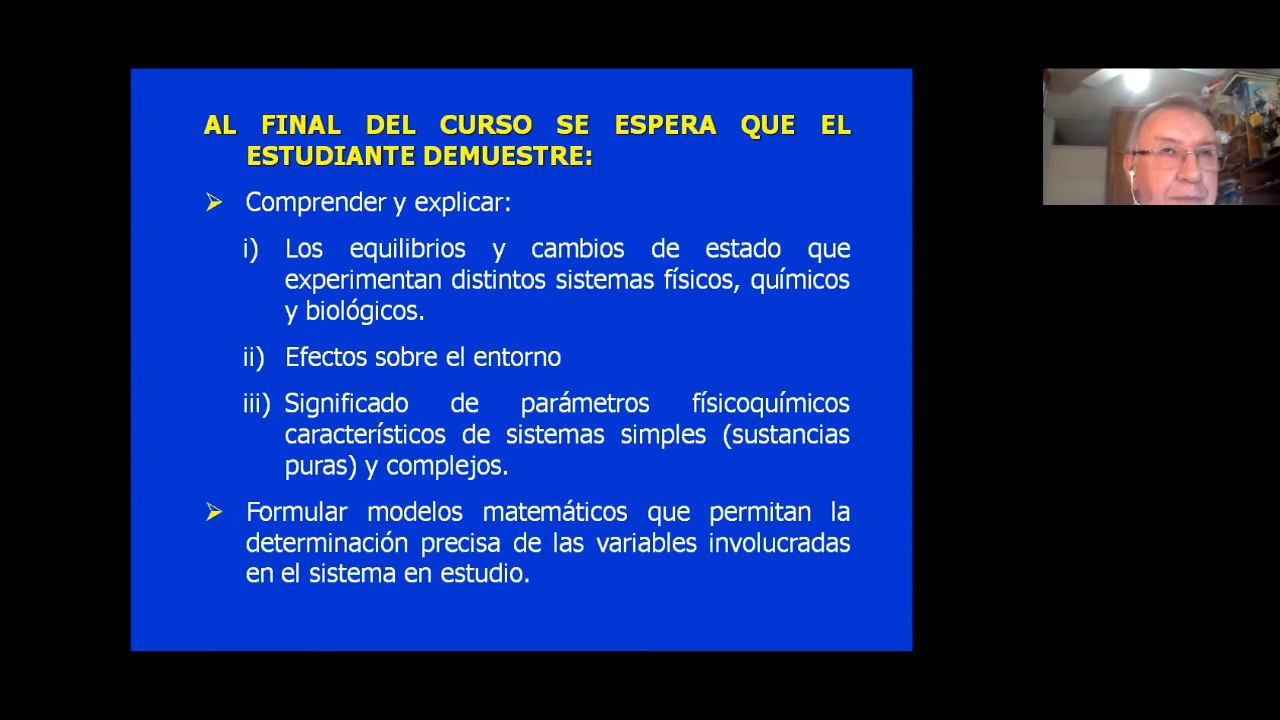 AL FINAL DEL CURSO SE ESPERA QUE EL
ESTUDIANTE DEMUESTRE:
➢ Comprender y explicar:
i) Los equilibrios y cambios de estado que
experimentan distintos sistemas físicos, químicos
y biológicos.
ii) Efectos sobre el entorno
iii) Significado de parámetros físicoquímicos
característicos de sistemas simples (sustancias
puras) y complejos.
➢ Formular modelos matemáticos que permitan la
determinación precisa de las variables involucradas
en el sistema en estudio.